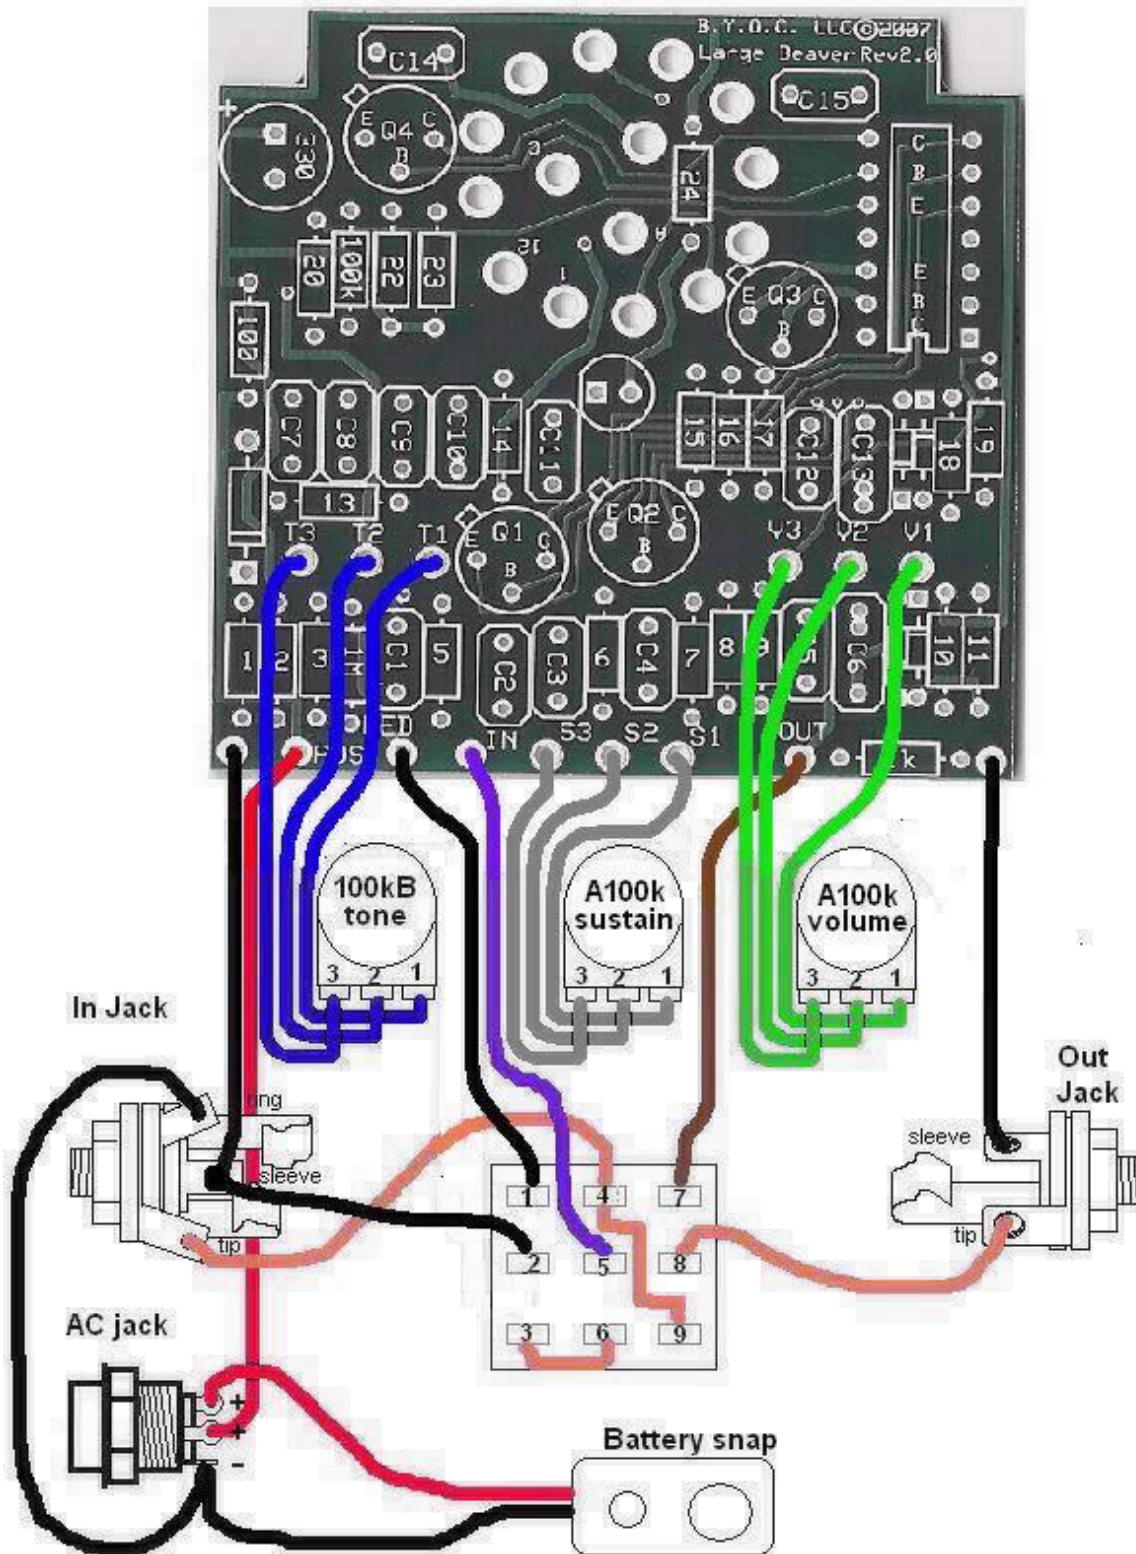 B.Y.O.C. LLC©2007
Large Beaver Rev2.0
C14
C15
+
330
E Q4 C
B
24
C
B
E
E
B
C
12
1
A
20
100k
22
23
100
E Q3 C
B
C7
C8
C9
C10
14
C11
15
16
17
C12
C13
18
19
13
T3
T2
T1
E Q1 C
B
E Q2 C
B
V3
V2
V1
1
2
3
1M
C1
5
C2
C3
6
C4
7
8
9
C6
10
11
IN
S3
S2
S1
OUT
100kB
tone
A100k
sustain
A100k
volume
3 2 1
3 2 1
3 2 1
In Jack
Out
Jack
ring
sleeve
tip
sleeve
tip
1 4 7
2 5 8
3 6 9
AC jack
+
+
-
Battery snap